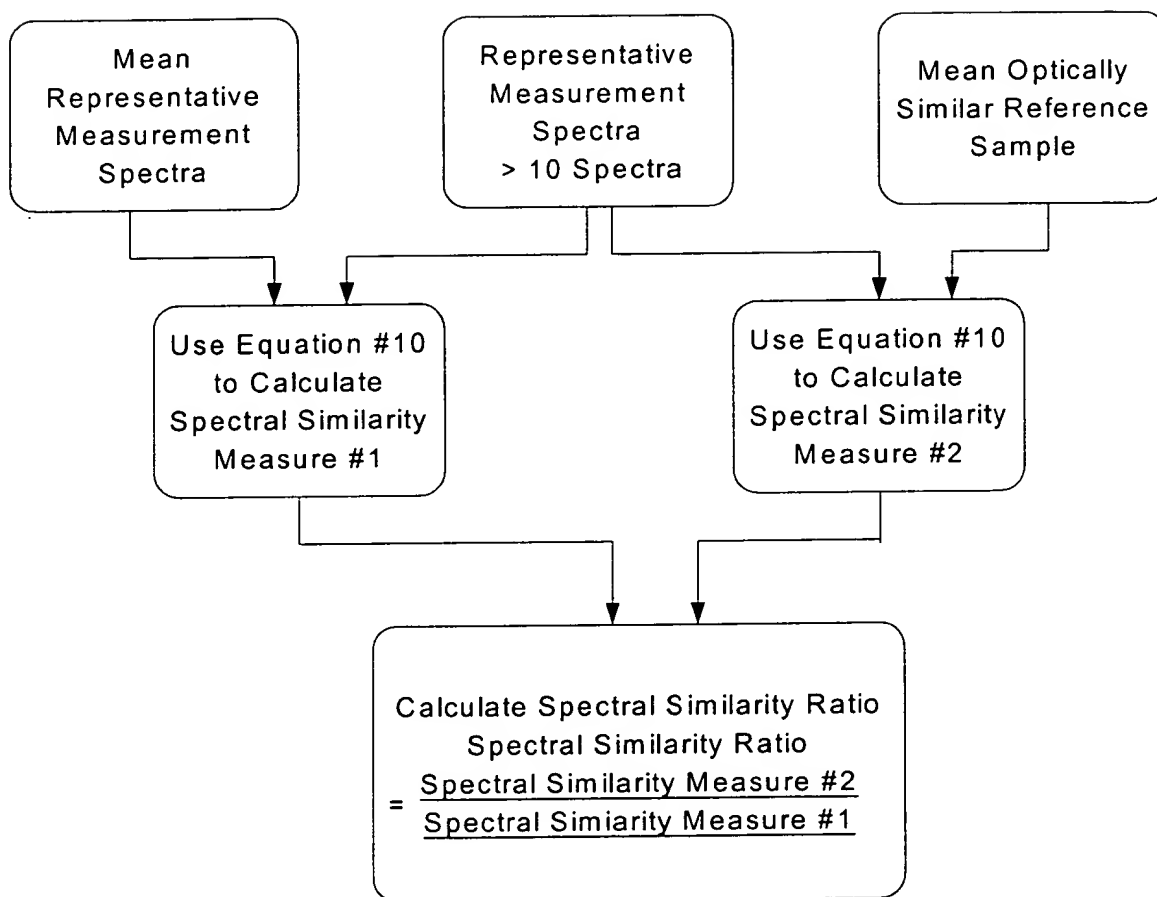 Mean
Representative
Measurement
Spectra
Representative
Measurement
Spectra
> 10 Spectra
Mean Optically
Similar Reference
Sample
Use Equation #10
to Calculate
Spectral Similarity
Measure #1
Use Equation #10
to Calculate
Spectral Similarity
Measure #2
Calculate Spectral Similarity Ratio
Spectral Similarity Ratio
= Spectral Similarity Measure #2
Spectral Simiarity Measure #1